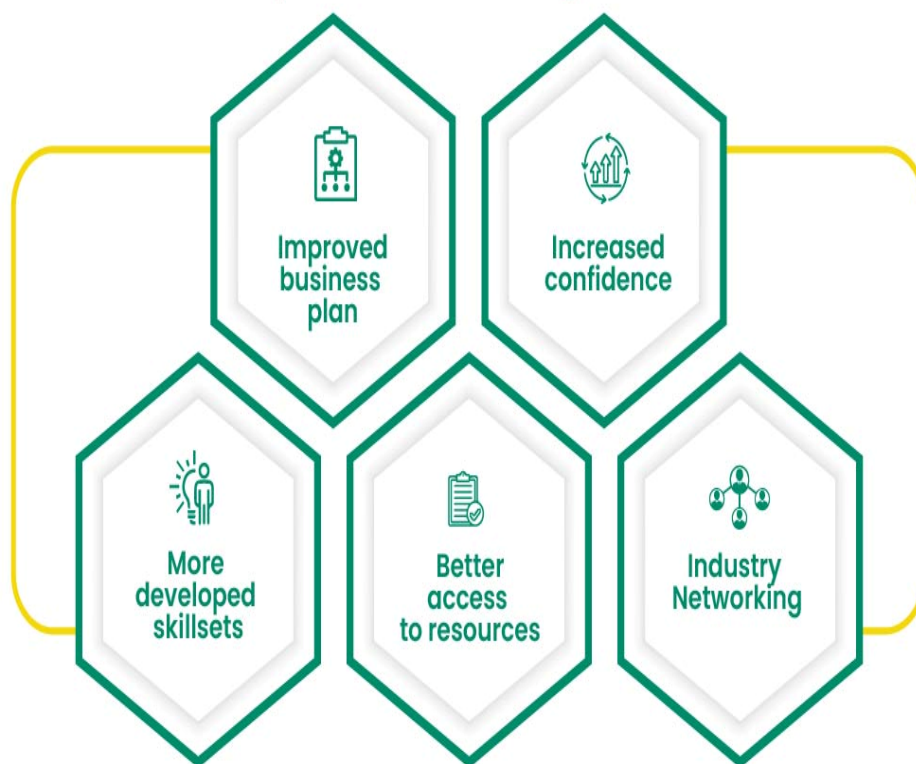 Improved
business
plan
Increased
confidence
More
developed
skillsets
Better
access
to resources
Industry
Networking